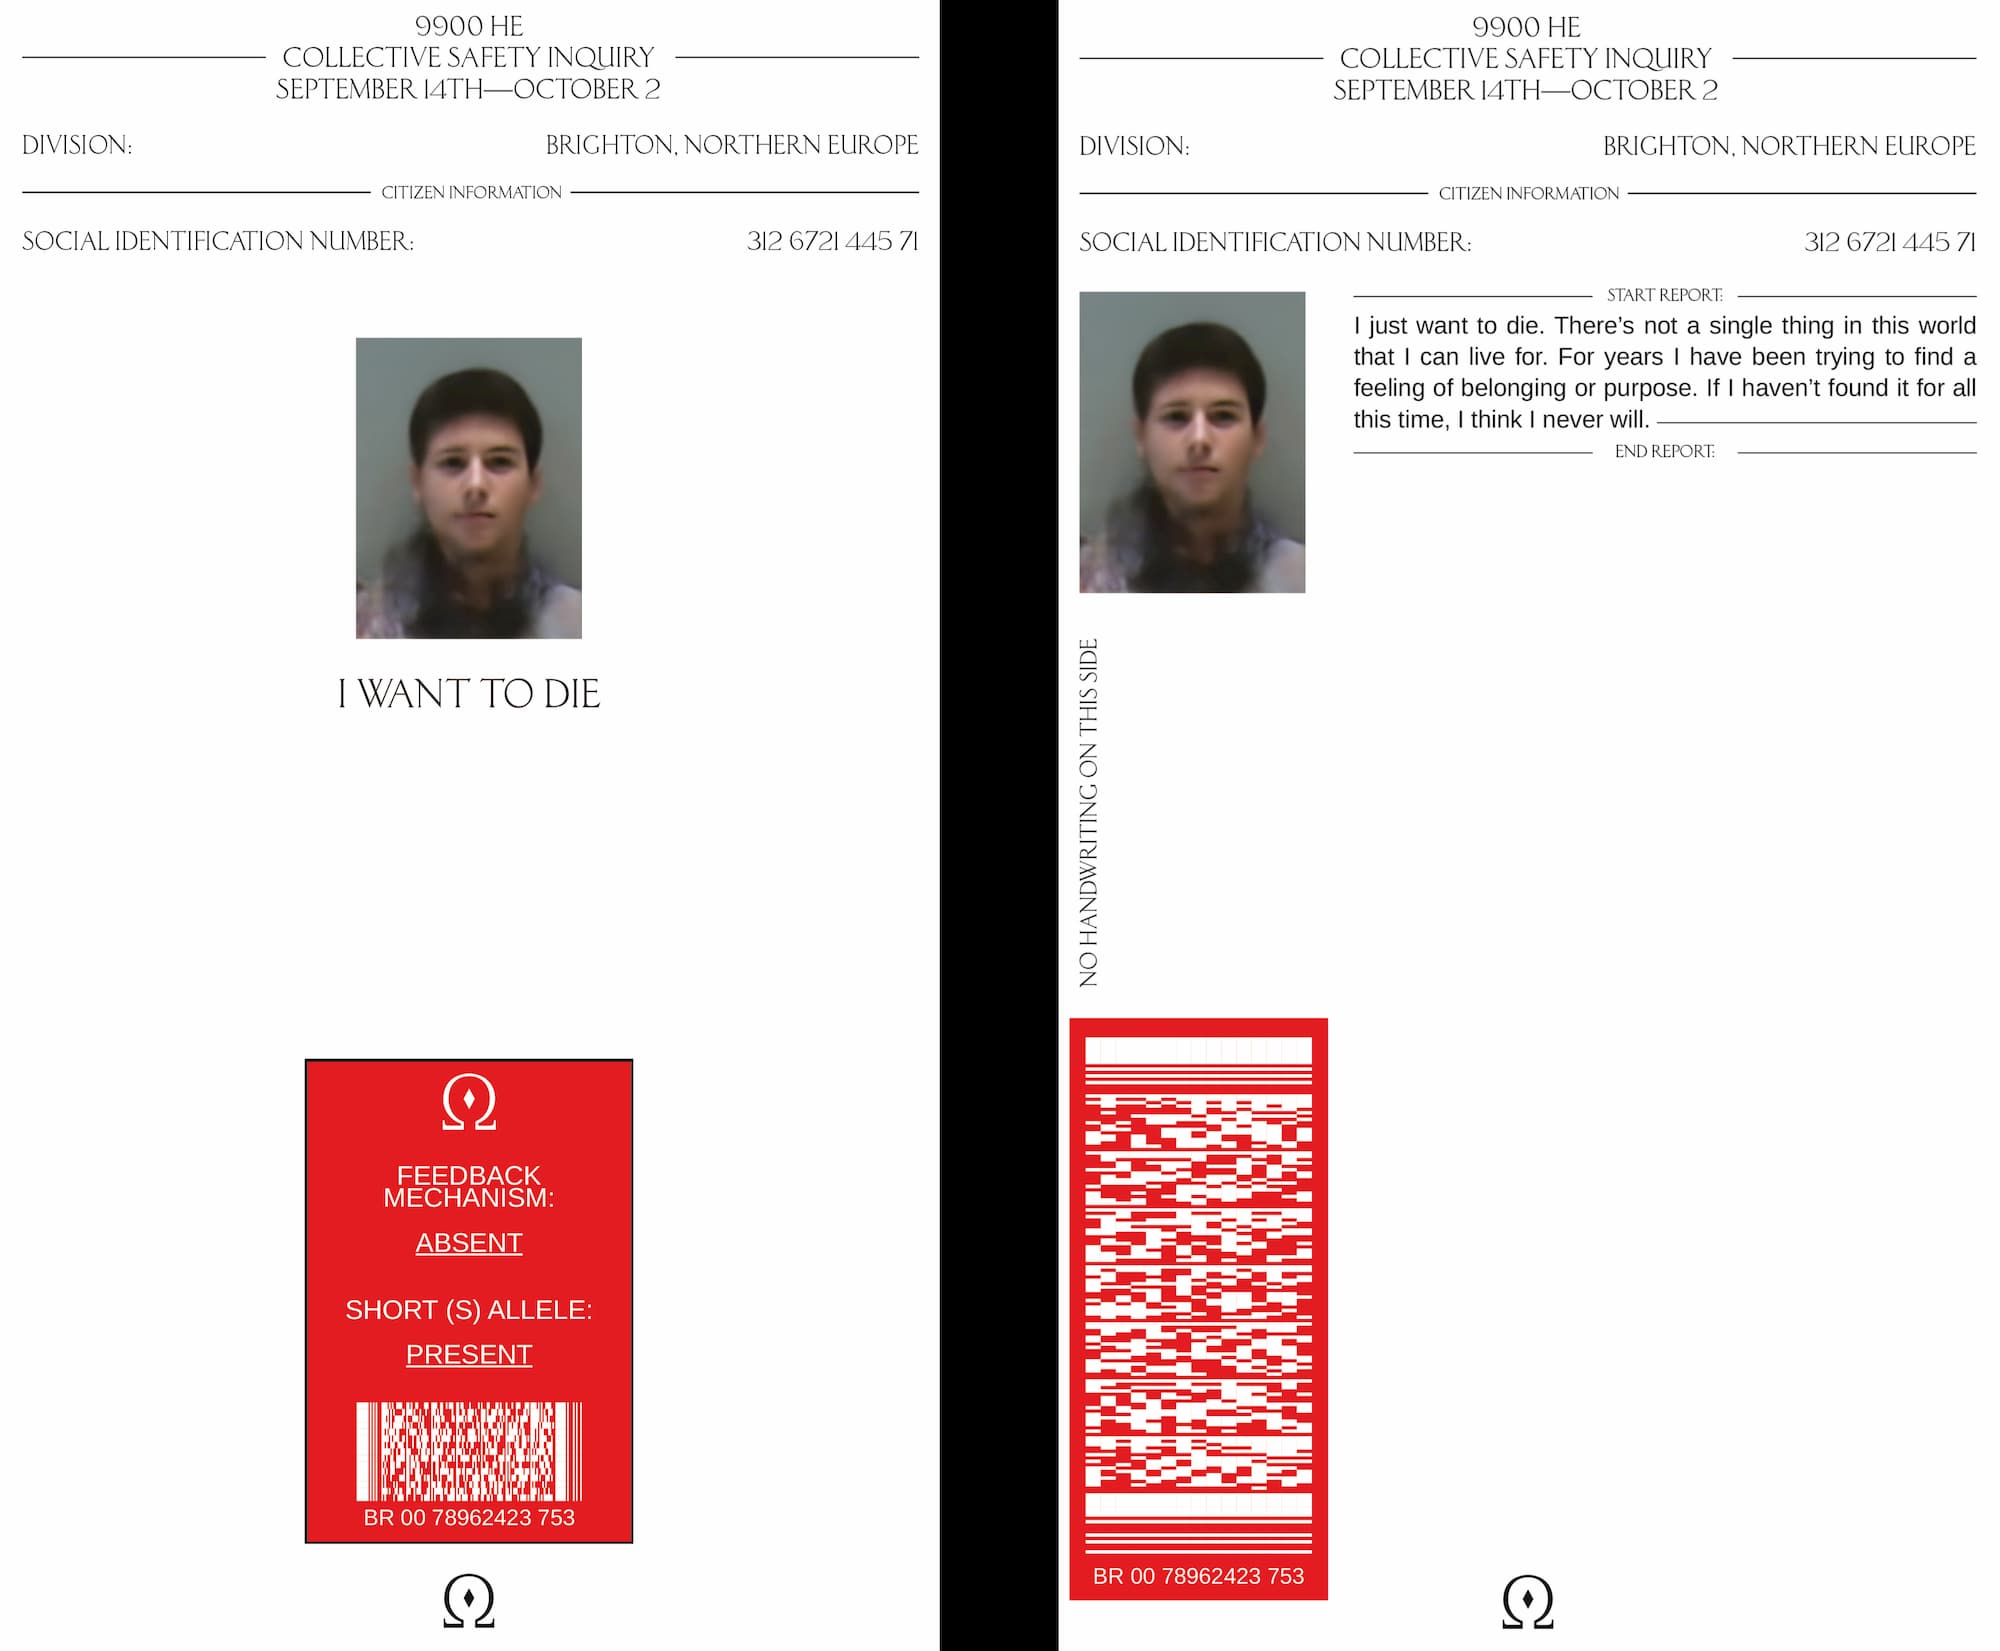 9900 HE
COLLECTIVE SAFETY INQUIRY
SEPTEMBER 14TH—OCTOBER 2
DIVISION: BRIGHTON, NORTHERN EUROPE
CITIZEN INFORMATION
SOCIAL IDENTIFICATION NUMBER: 312 6721 445 71
I WANT TO DIE
Ω
FEEDBACK
MECHANISM:
ABSENT
SHORT (S) ALLELE:
PRESENT
BR 00 78962423 753
Ω
9900 HE
COLLECTIVE SAFETY INQUIRY
SEPTEMBER 14TH—OCTOBER 2
DIVISION: BRIGHTON, NORTHERN EUROPE
CITIZEN INFORMATION
SOCIAL IDENTIFICATION NUMBER: 312 6721 445 71
START REPORT:
I just want to die. There’s not a single thing in this world
that I can live for. For years I have been trying to find a
feeling of belonging or purpose. If I haven’t found it for all
this time, I think I never will.
END REPORT:
NO HANDWRITING ON THIS SIDE
BR 00 78962423 753
Ω